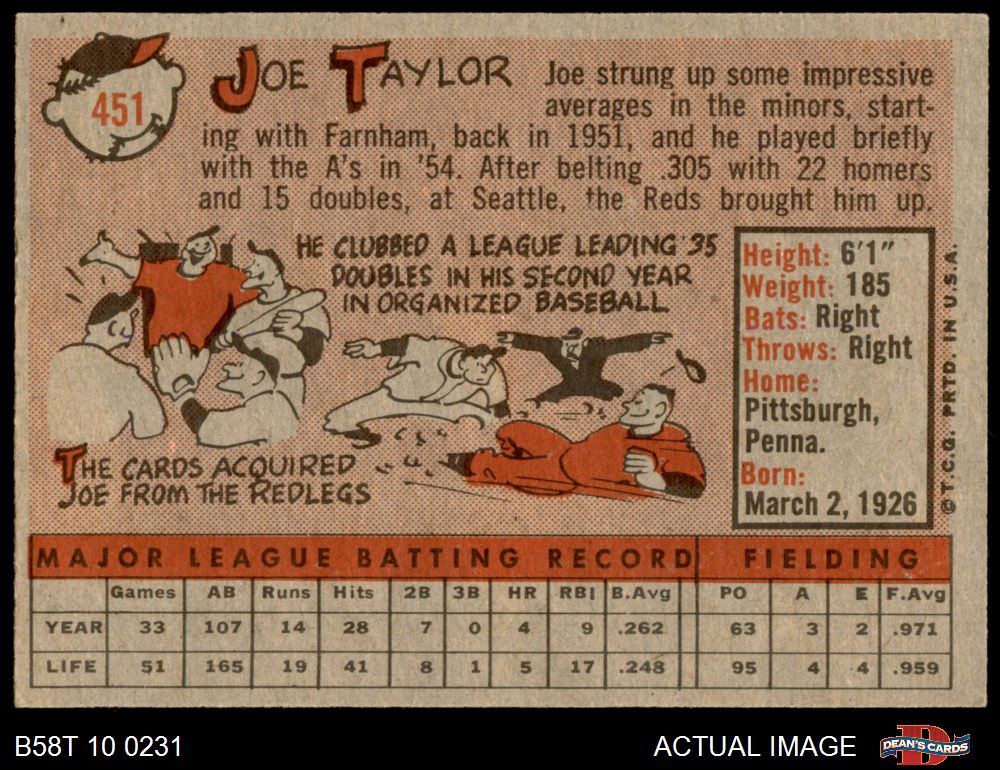 451
JOE TAYLOR
Joe strung up some impressive
averages in the minors, start-
ing with Farnham, back in 1951, and he played briefly
with the A's in '54. After belting .305 with 22 homers
and 15 doubles, at Seattle, the Reds brought him up.
HE CLUBBED A LEAGUE LEADING 35
DOUBLES IN HIS SECOND YEAR
IN ORGANIZED BASEBALL
THE CARDS ACQUIRED
JOE FROM THE REDLEGS
Height: 6'1"
Weight: 185
Bats: Right
Throws: Right
Home:
Pittsburgh,
Penna.
Born:
March 2, 1926
© T.C.G. PRTD. IN U.S.A.
MAJOR LEAGUE BATTING RECORD FIELDING
Games AB Runs Hits 2B 3B HR RBI B.Avg PO A E F.Avg
YEAR 33 107 14 28 7 0 4 9 .262 63 3 2 .971
LIFE 51 165 19 41 8 1 5 17 .248 95 4 4 .959
B58T 10 0231
ACTUAL IMAGE
D
DEAN'S CARDS